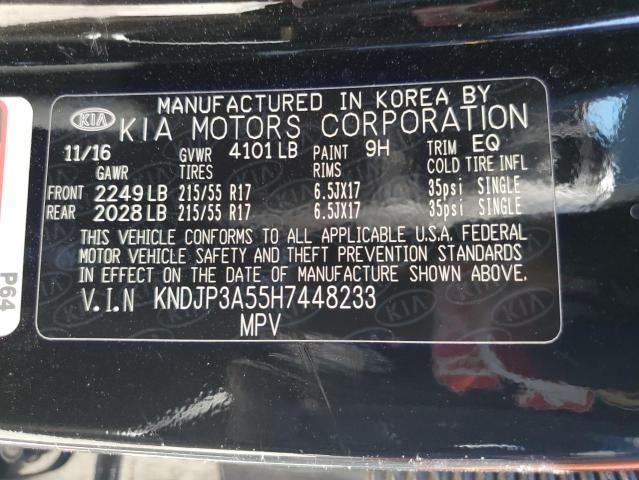 MANUFACTURED IN KOREA BY
KIA KIA MOTORS CORPORATION
11/16 GVWR 4101 LB PAINT 9H TRIM EQ
GAWR TIRES RIMS COLD TIRE INFL
FRONT 2249 LB 215/55 R17 6.5JX17 35psi SINGLE
REAR 2028 LB 215/55 R17 6.5JX17 35psi SINGLE
THIS VEHICLE CONFORMS TO ALL APPLICABLE U.S.A. FEDERAL
MOTOR VEHICLE SAFETY AND THEFT PREVENTION STANDARDS
IN EFFECT ON THE DATE OF MANUFACTURE SHOWN ABOVE.
V.I.N KNDJP3A55H7448233
MPV
P64